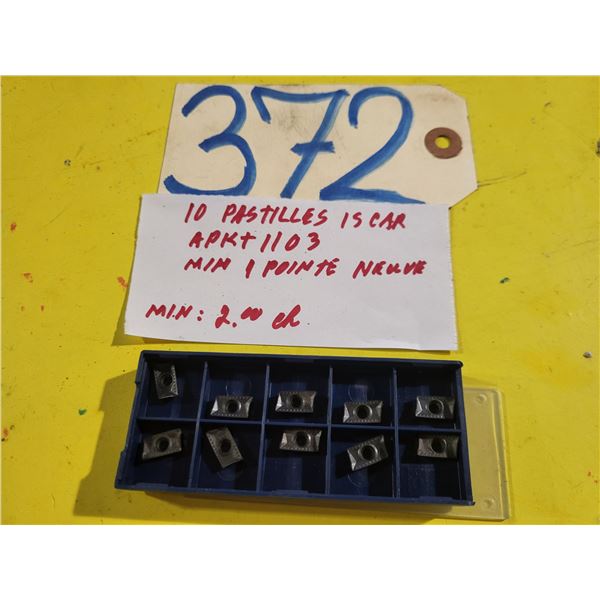 372
10 PASTILLES ISCAR
APKT 1103
MIN 1 POINTE NEUVE
MIN: 2.00 ch